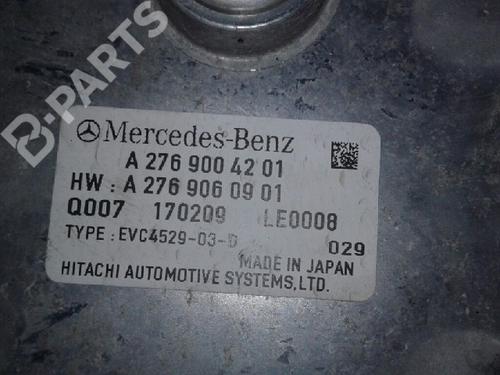 B-PARTS
Mercedes-Benz
A 276 900 42 01
HW : A 276 906 09 01
Q007 170209 LE0008
TYPE : EVC4529-03-D 029
MADE IN JAPAN
HITACHI AUTOMOTIVE SYSTEMS,LTD.